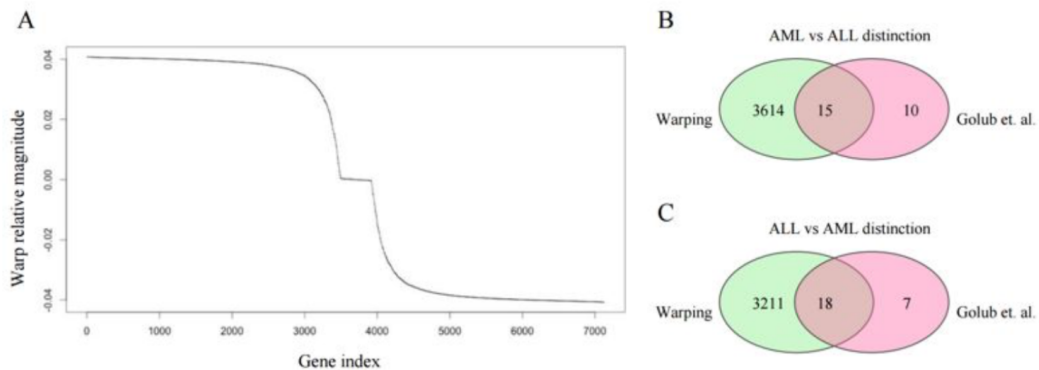 A
Warp relative magnitude
0.04
0.02
0.00
-0.02
-0.04
0
1000
2000
3000
4000
5000
6000
7000
Gene index
B
AML vs ALL distinction
Warping
3614
15
10
Golub et. al.
C
ALL vs AML distinction
Warping
3211
18
7
Golub et. al.